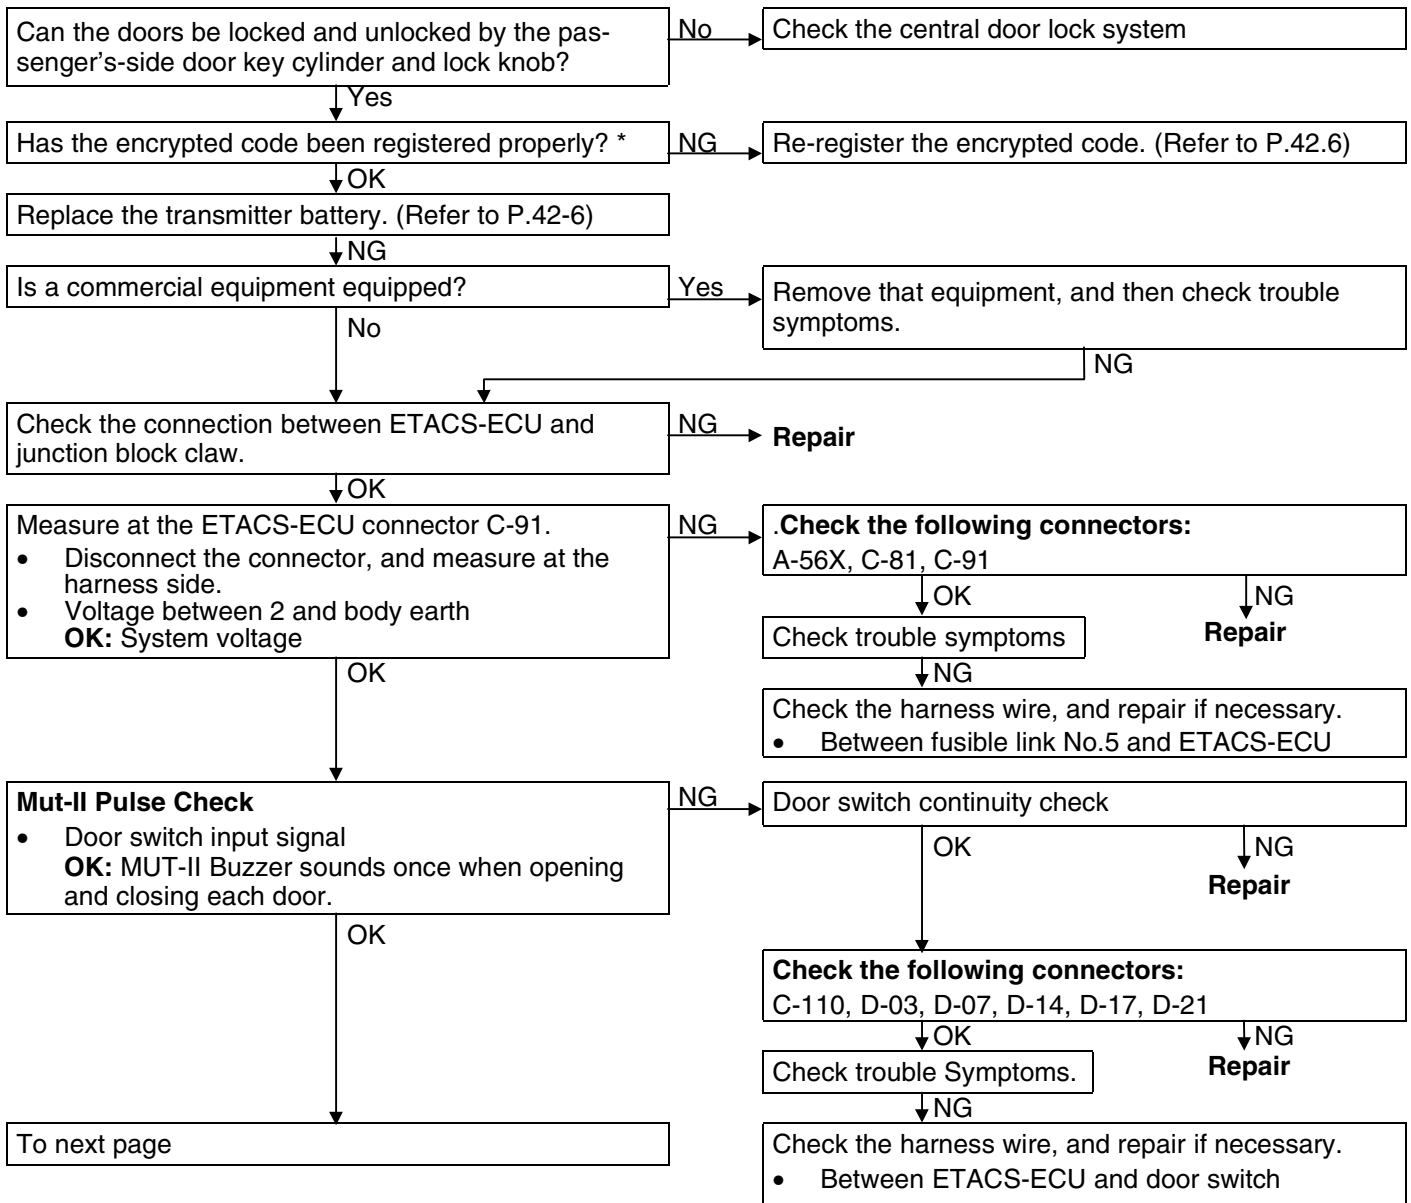 Can the doors be locked and unlocked by the pas-
senger's-side door key cylinder and lock knob?
No
Check the central door lock system
Yes
Has the encrypted code been registered properly? *
NG
Re-register the encrypted code. (Refer to P.42.6)
OK
Replace the transmitter battery. (Refer to P.42-6)
NG
Is a commercial equipment equipped?
Yes
Remove that equipment, and then check trouble
symptoms.
No
NG
Check the connection between ETACS-ECU and
junction block claw.
NG
Repair
OK
Measure at the ETACS-ECU connector C-91.
• Disconnect the connector, and measure at the
harness side.
• Voltage between 2 and body earth
OK: System voltage
NG
.Check the following connectors:
A-56X, C-81, C-91
OK
NG
Check trouble symptoms
Repair
NG
OK
Check the harness wire, and repair if necessary.
• Between fusible link No.5 and ETACS-ECU
Mut-II Pulse Check
• Door switch input signal
OK: MUT-II Buzzer sounds once when opening
and closing each door.
NG
Door switch continuity check
OK
NG
Repair
OK
Check the following connectors:
C-110, D-03, D-07, D-14, D-17, D-21
OK
NG
Check trouble Symptoms.
Repair
NG
To next page
Check the harness wire, and repair if necessary.
• Between ETACS-ECU and door switch